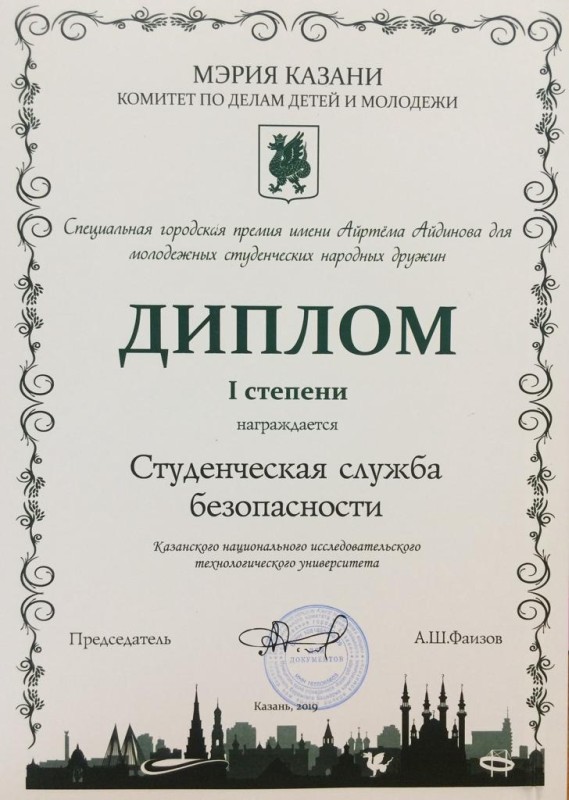 МЭРИЯ КАЗАНИ
КОМИТЕТ ПО ДЕЛАМ ДЕТЕЙ И МОЛОДЕЖИ
Специальная городская премия имени Айртёма Айдинова для
молодежных студенческих народных дружин
ДИПЛОМ
I степени
награждается
Студенческая служба
безопасности
Казанского национального исследовательского
технологического университета
Председатель
А.Ш.Фаизов
ДОКУМЕНТОВ
Казань, 2019